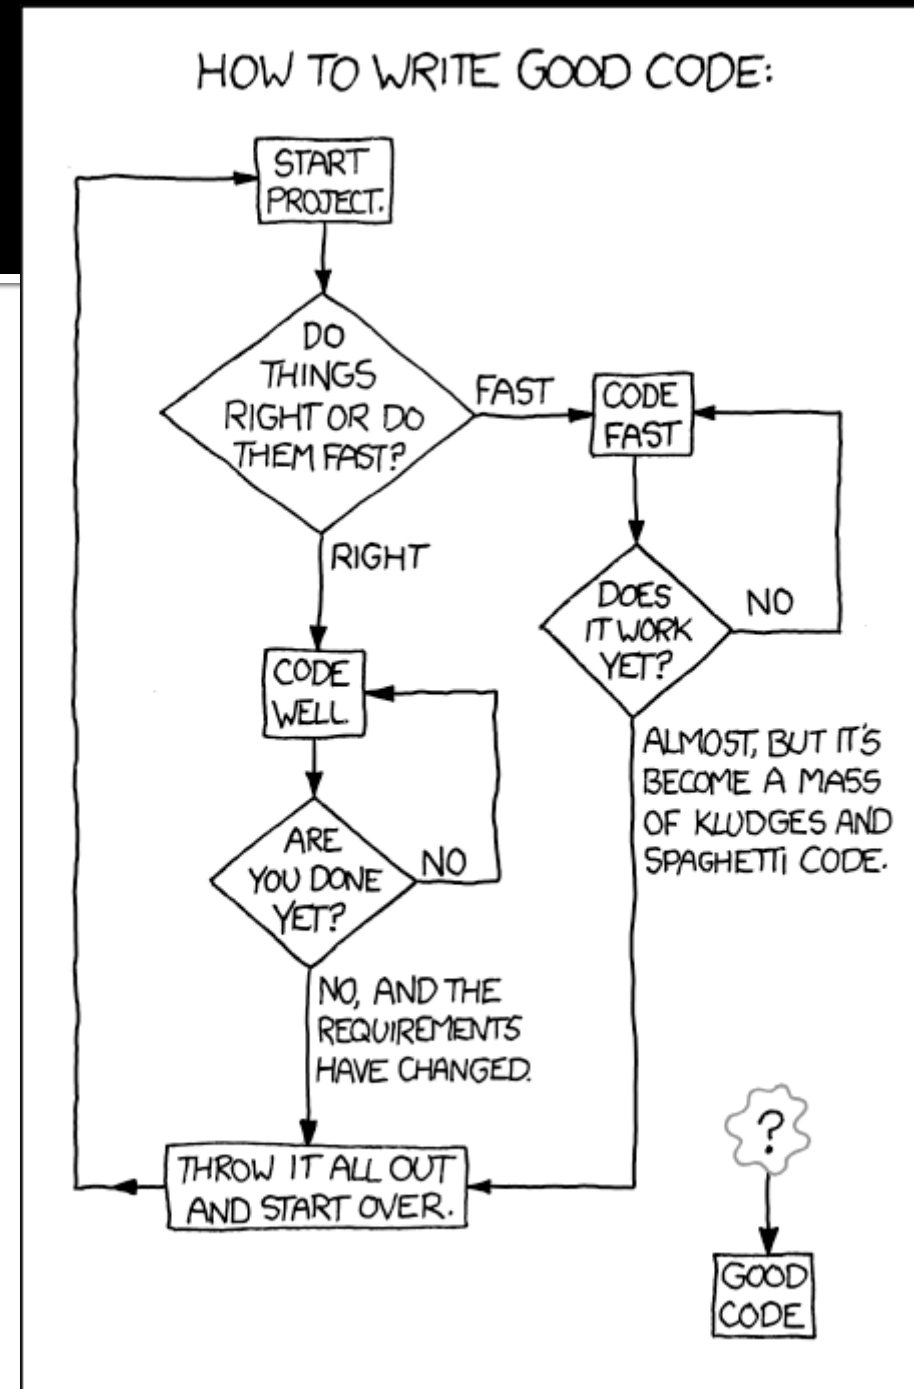 HOW TO WRITE GOOD CODE:
START
PROJECT.
DO
THINGS
RIGHT OR DO
THEM FAST?
FAST
CODE
FAST
RIGHT
DOES
IT WORK
YET?
NO
CODE
WELL.
ALMOST, BUT IT'S
BECOME A MASS
OF KLUDGES AND
SPAGHETTI CODE.
ARE
YOU DONE
YET?
NO
NO, AND THE
REQUIREMENTS
HAVE CHANGED.
THROW IT ALL OUT
AND START OVER.
?
GOOD
CODE